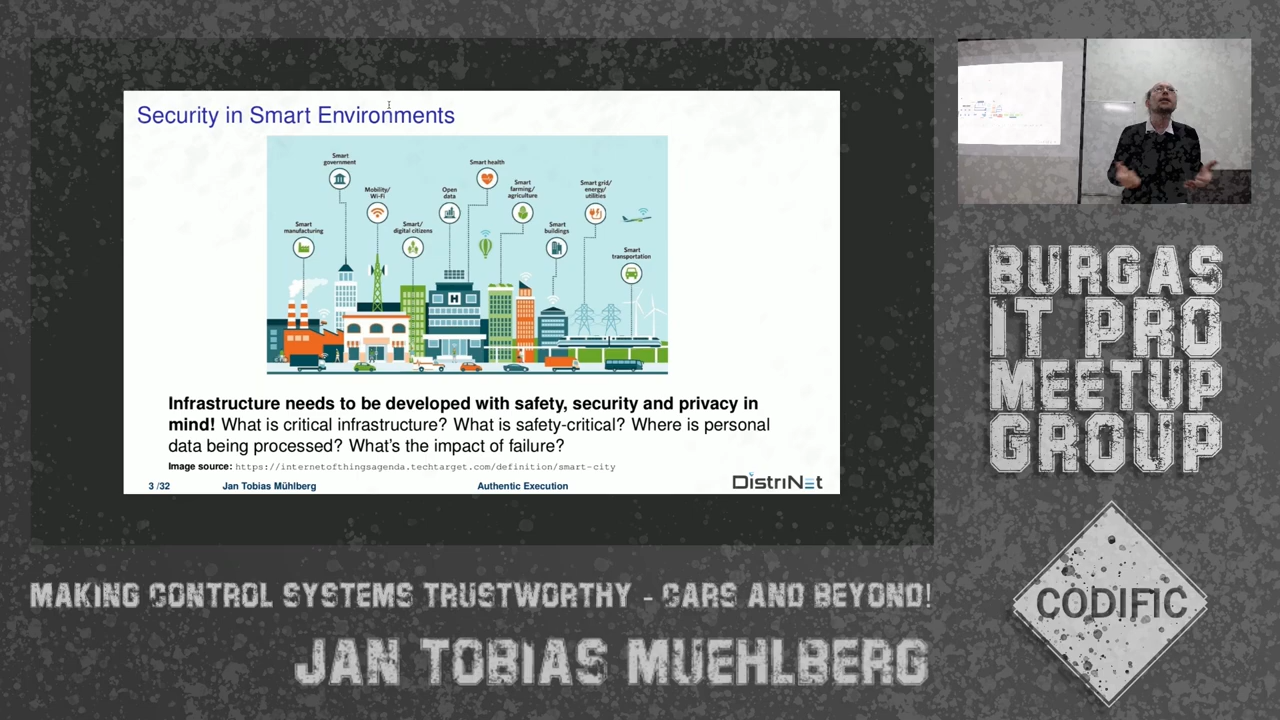 Security in Smart Environments
Smart
government
Smart health
Mobility/
Wi-Fi
Open
data
Smart
farming/
agriculture
Smart grid/
energy/
utilities
Smart
manufacturing
Smart/
digital citizens
Smart
buildings
Smart
transportation
H
Infrastructure needs to be developed with safety, security and privacy in
mind! What is critical infrastructure? What is safety-critical? Where is personal
data being processed? What's the impact of failure?
Image source: https://internetofthingsagenda.techtarget.com/definition/smart-city
3 /32 Jan Tobias Mühlberg Authentic Execution DistriNet
BURGAS
IT PRO
MEETUP
GROUP
CODIFIC
MAKING CONTROL SYSTEMS TRUSTWORTHY - CARS AND BEYOND!
JAN TOBIAS MUEHLBERG